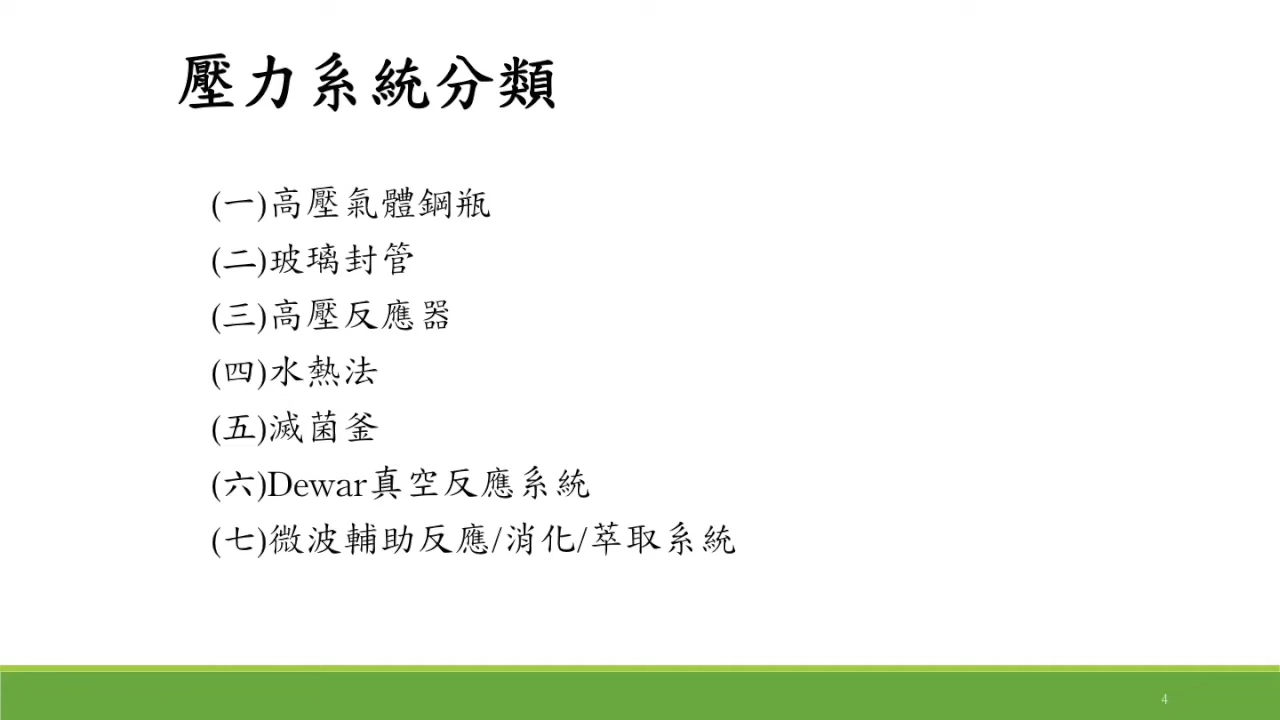 壓力系統分類
(一)高壓氣體鋼瓶
(二)玻璃封管
(三)高壓反應器
(四)水熱法
(五)滅菌釜
(六)Dewar真空反應系統
(七)微波輔助反應/消化/萃取系統
4